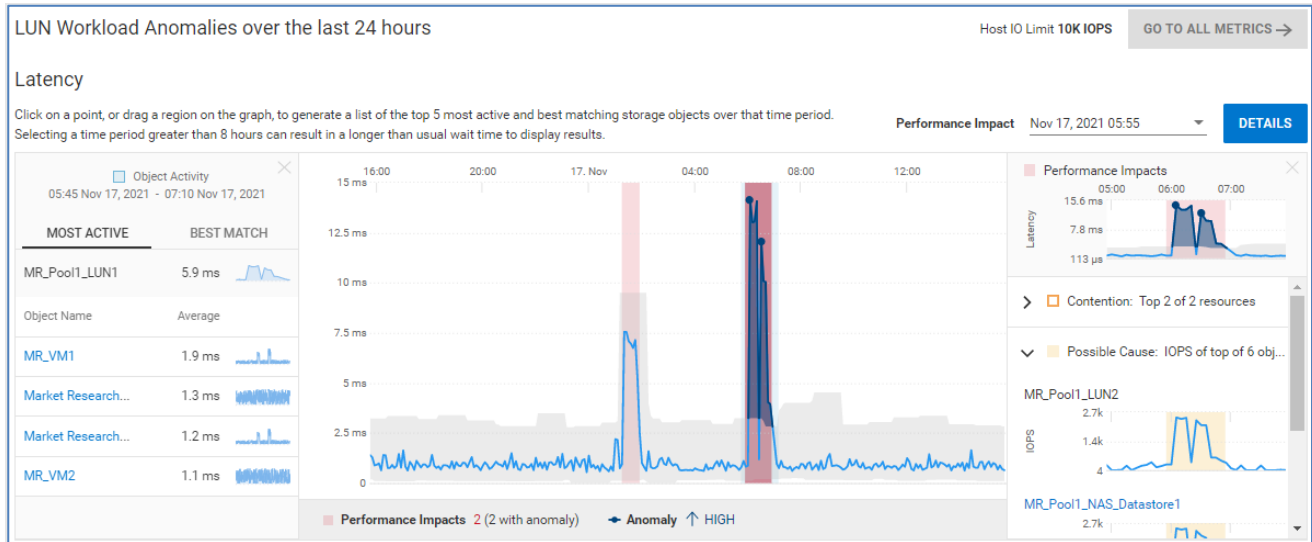 LUN Workload Anomalies over the last 24 hours
Host IO Limit 10K IOPS
GO TO ALL METRICS →
Latency
Click on a point, or drag a region on the graph, to generate a list of the top 5 most active and best matching storage objects over that time period.
Selecting a time period greater than 8 hours can result in a longer than usual wait time to display results.
Performance Impact Nov 17, 2021 05:55
DETAILS
Object Activity
05:45 Nov 17, 2021 - 07:10 Nov 17, 2021
MOST ACTIVE BEST MATCH
MR_Pool1_LUN1 5.9 ms
Object Name Average
MR_VM1 1.9 ms
Market Research... 1.3 ms
Market Research... 1.2 ms
MR_VM2 1.1 ms
16:00 20:00 17. Nov 04:00 08:00 12:00
15 ms
12.5 ms
10 ms
7.5 ms
5 ms
2.5 ms
0
Performance Impacts 2 (2 with anomaly) Anomaly ↑ HIGH
Performance Impacts
05:00 06:00 07:00
Latency
15.6 ms
7.8 ms
113 μs
Contention: Top 2 of 2 resources
Possible Cause: IOPS of top of 6 obj...
MR_Pool1_LUN2
IOPS
2.7k
1.4k
4
MR_Pool1_NAS_Datastore1
2.7k